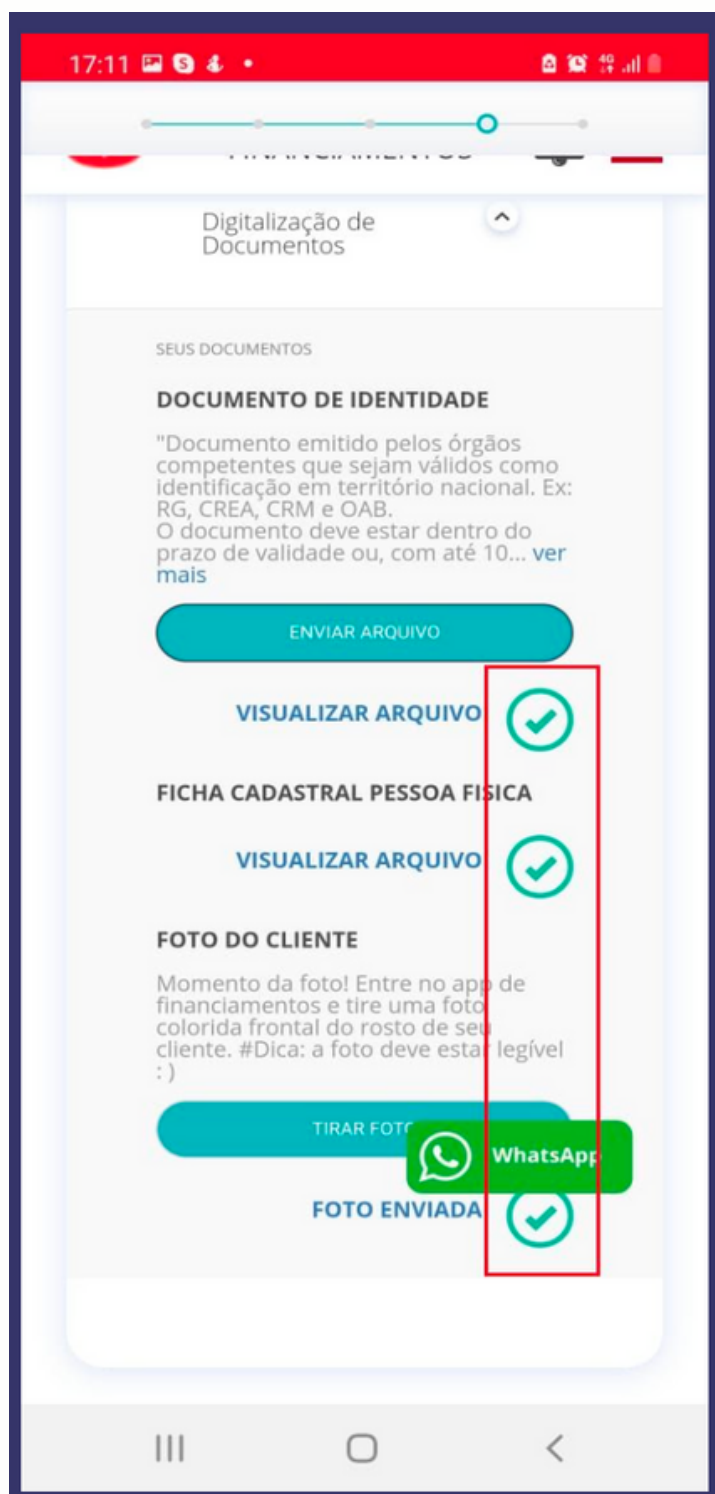 17:11
4G
FINANCIAMENTOS
Digitalização de
Documentos
SEUS DOCUMENTOS
DOCUMENTO DE IDENTIDADE
"Documento emitido pelos órgãos
competentes que sejam válidos como
identificação em território nacional. Ex:
RG, CREA, CRM e OAB.
O documento deve estar dentro do
prazo de validade ou, com até 10... ver
mais
ENVIAR ARQUIVO
VISUALIZAR ARQUIVO
FICHA CADASTRAL PESSOA FISICA
VISUALIZAR ARQUIVO
FOTO DO CLIENTE
Momento da foto! Entre no app de
financiamentos e tire uma foto
colorida frontal do rosto de seu
cliente. #Dica: a foto deve estar legível
: )
TIRAR FOTO
WhatsApp
FOTO ENVIADA